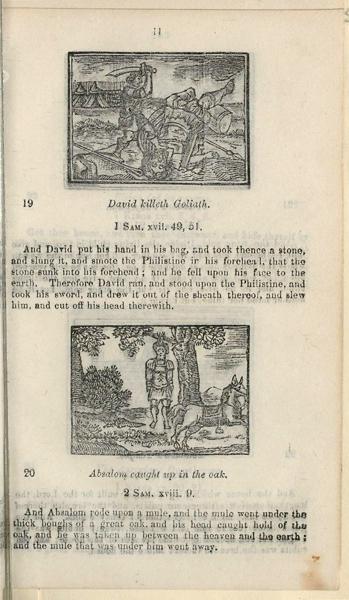 11
19 David killeth Goliath.
1 SAM. xvii. 49, 51.
And David put his hand in his bag, and took thence a stone,
and slung it, and smote the Philistine in his forehead, that the
stone sunk into his forehead; and he fell upon his face to the
earth. Therefore David ran, and stood upon the Philistine, and
took his sword, and drew it out of the sheath thereof, and slew
him, and cut off his head therewith.
20 Absalom caught up in the oak.
2 SAM. xviii. 9.
And Absalom rode upon a mule, and the mule went under the
thick boughs of a great oak, and his head caught hold of the
oak, and he was taken up between the heaven and the earth;
and the mule that was under him went away.